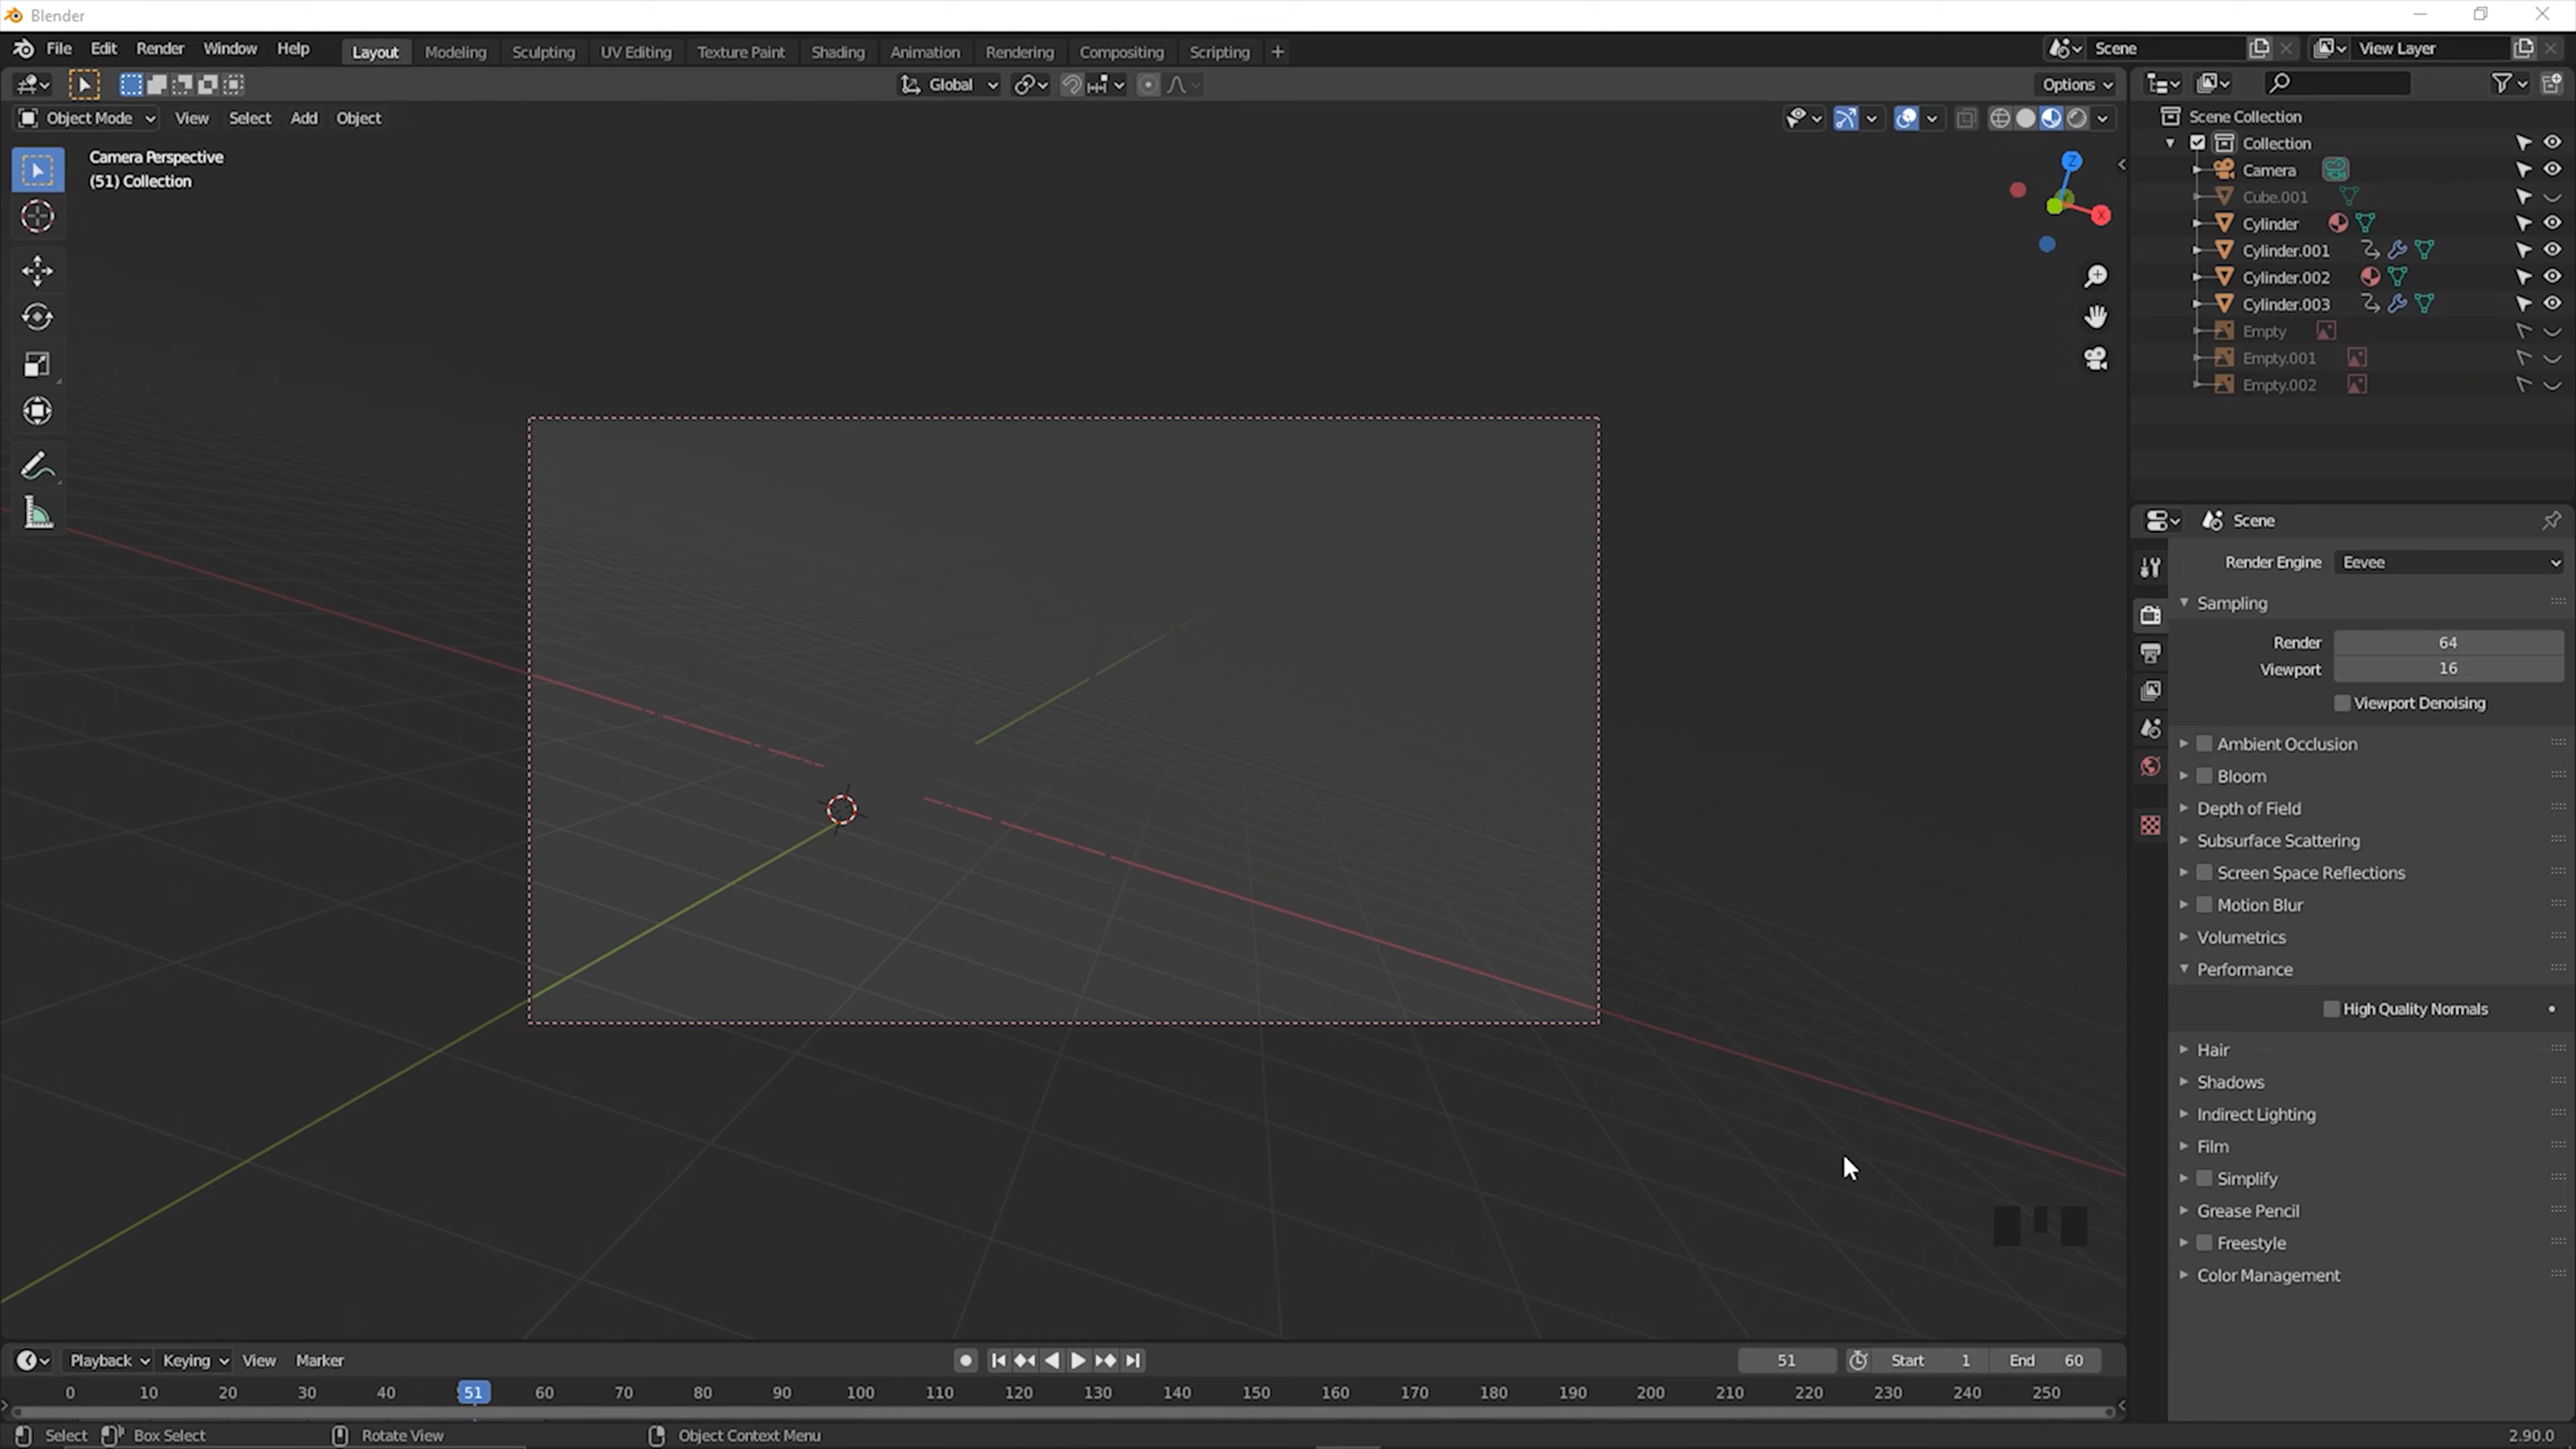 Blender
File Edit Render Window Help Layout Modeling Sculpting UV Editing Texture Paint Shading Animation Rendering Compositing Scripting + Scene View Layer
Global Options
Object Mode View Select Add Object
Camera Perspective
(51) Collection
Z
X
Scene Collection
Collection
Camera
Cube.001
Cylinder
Cylinder.001
Cylinder.002
Cylinder.003
Empty
Empty.001
Empty.002
Scene
Render Engine Eevee
Sampling
Render 64
Viewport 16
Viewport Denoising
Ambient Occlusion
Bloom
Depth of Field
Subsurface Scattering
Screen Space Reflections
Motion Blur
Volumetrics
Performance
High Quality Normals
Hair
Shadows
Indirect Lighting
Film
Simplify
Grease Pencil
Freestyle
Color Management
Playback Keying View Marker 51 Start 1 End 60
0 10 20 30 40 51 60 70 80 90 100 110 120 130 140 150 160 170 180 190 200 210 220 230 240 250
Select Box Select Rotate View Object Context Menu 2.90.0